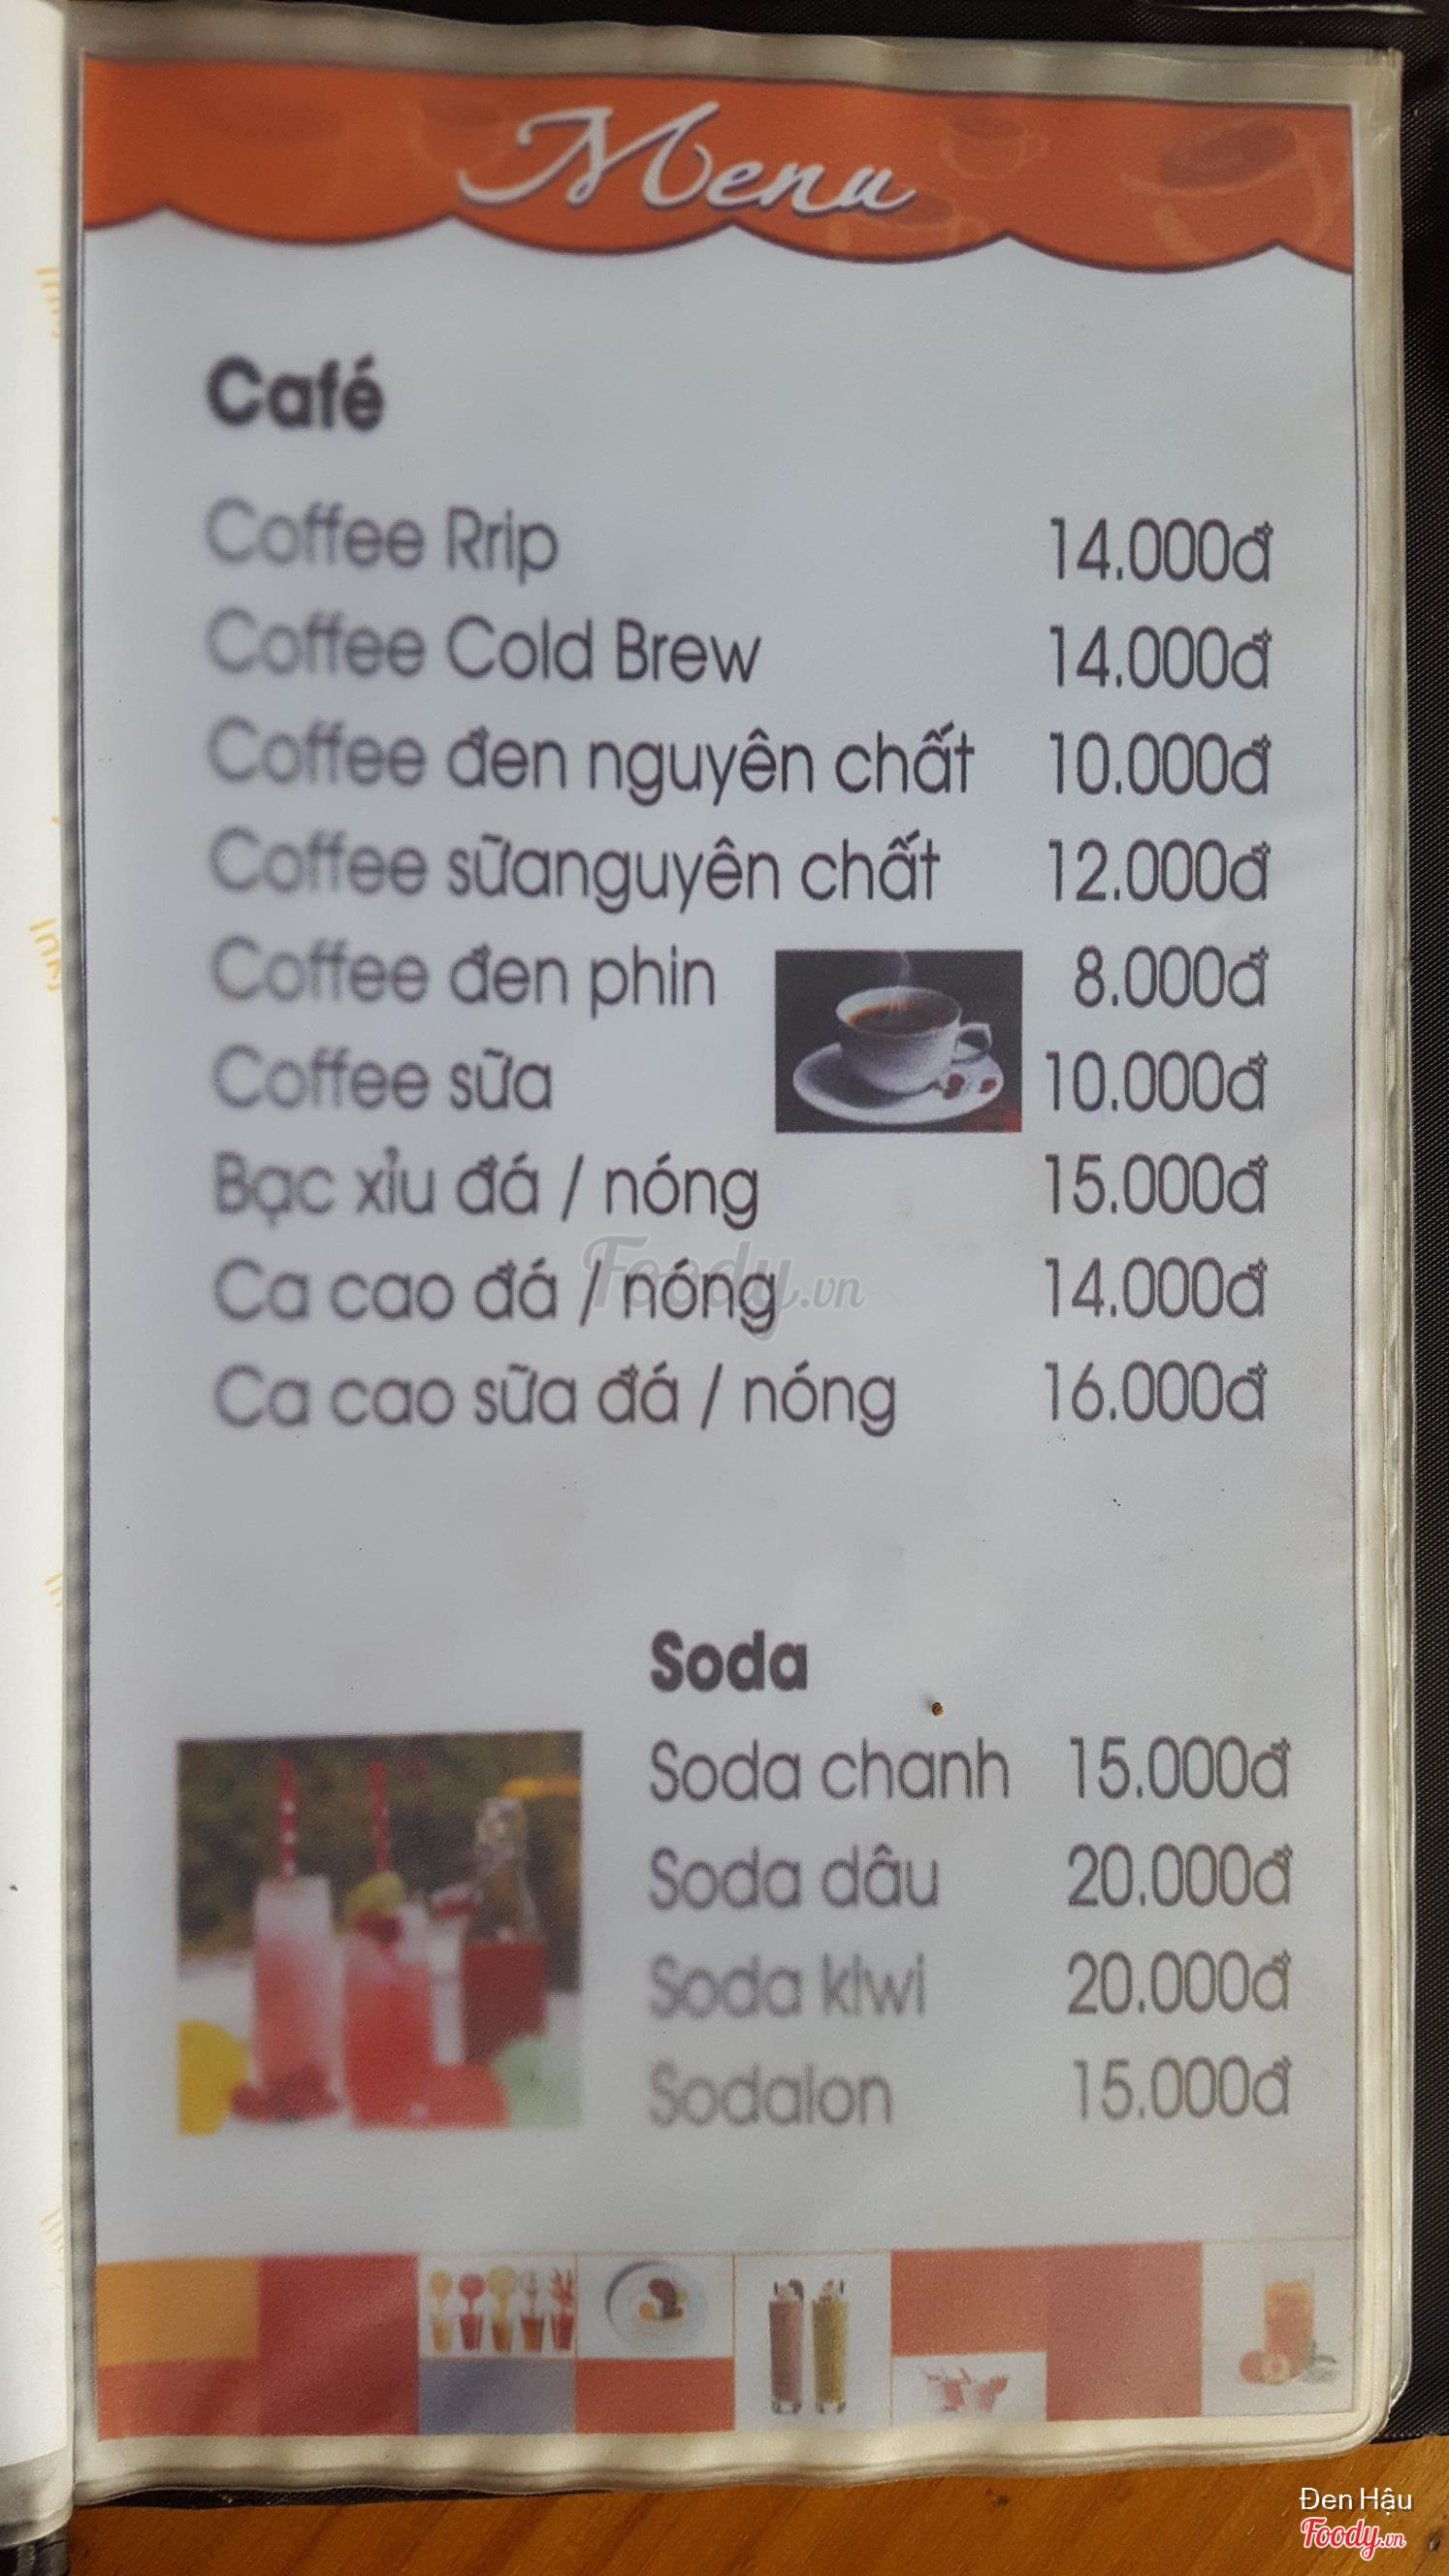 Menu
Café
Coffee Rrip 14.000đ
Coffee Cold Brew 14.000đ
Coffee đen nguyên chất 10.000đ
Coffee sữanguyên chất 12.000đ
Coffee đen phin 8.000đ
Coffee sữa 10.000đ
Bạc xỉu đá / nóng 15.000đ
Ca cao đá / nóng 14.000đ
Foody.vn
Ca cao sữa đá / nóng 16.000đ
Soda
Soda chanh 15.000đ
Soda dâu 20.000đ
Soda kiwi 20.000đ
Sodalon 15.000đ
Đen Hậu
Foody.vn